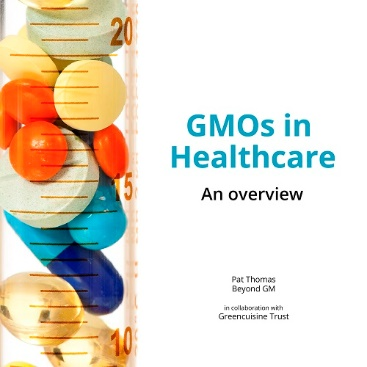 20
15
10
GMOs in
Healthcare
An overview
Pat Thomas
Beyond GM
in collaboration with
Greencuisine Trust